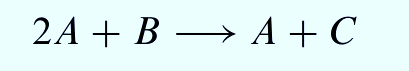 2A + B ⟶ A + C